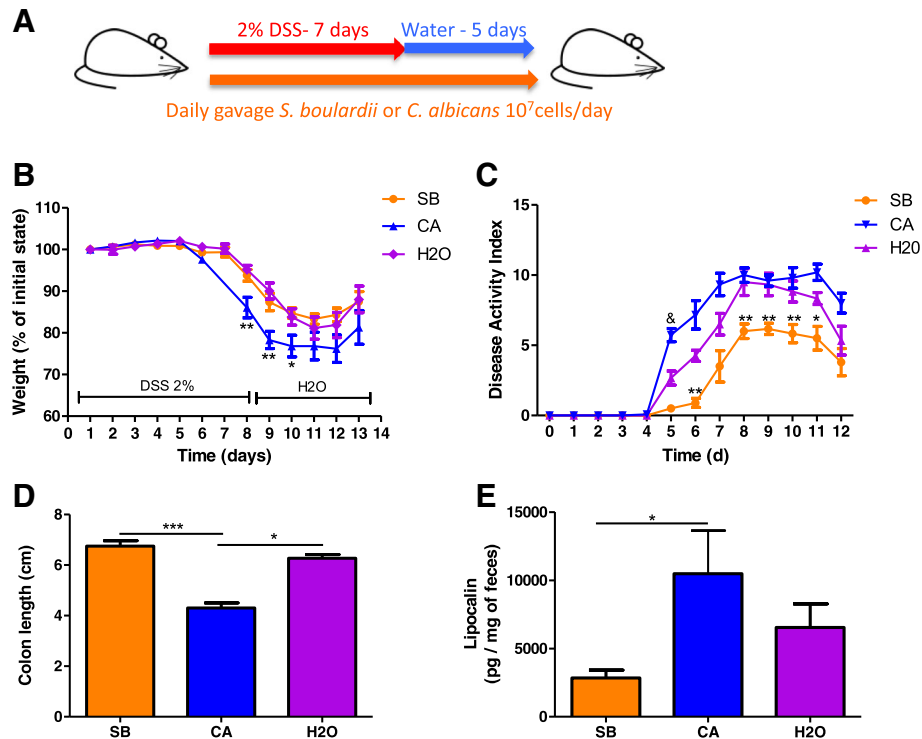 A
2% DSS- 7 days
Water - 5 days
Daily gavage S. boulardii or C. albicans 10⁷cells/day
B
SB
CA
H2O
110
100
90
80
70
60
Weight (% of initial state)
**
**
*
DSS 2%
H2O
0 1 2 3 4 5 6 7 8 9 10 11 12 13 14
Time (days)
C
SB
CA
H20
15
10
5
0
Disease Activity Index
&
**
** ** ** *
0 1 2 3 4 5 6 7 8 9 10 11 12
Time (d)
D
8
6
4
2
0
Colon length (cm)
***
*
SB CA H2O
E
15000
10000
5000
0
Lipocalin
(pg / mg of feces)
*
SB CA H2O